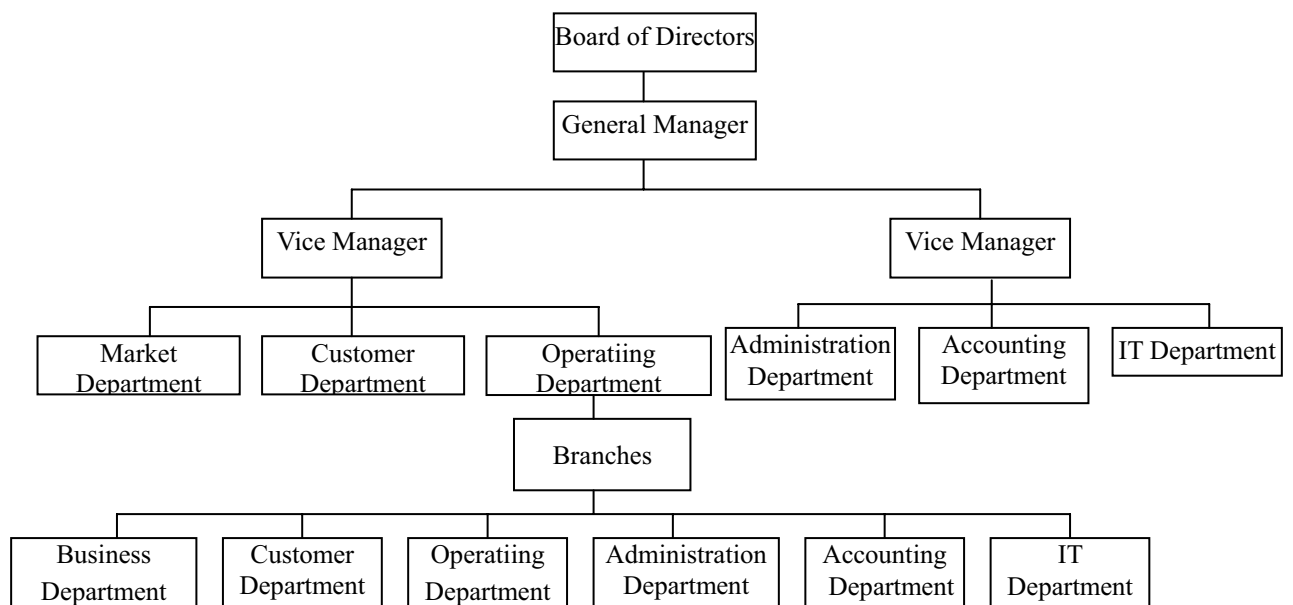 Board of Directors
General Manager
Vice Manager
Vice Manager
Market
Department
Customer
Department
Operatiing
Department
Administration
Department
Accounting
Department
IT Department
Branches
Business
Department
Customer
Department
Operatiing
Department
Administration
Department
Accounting
Department
IT
Department